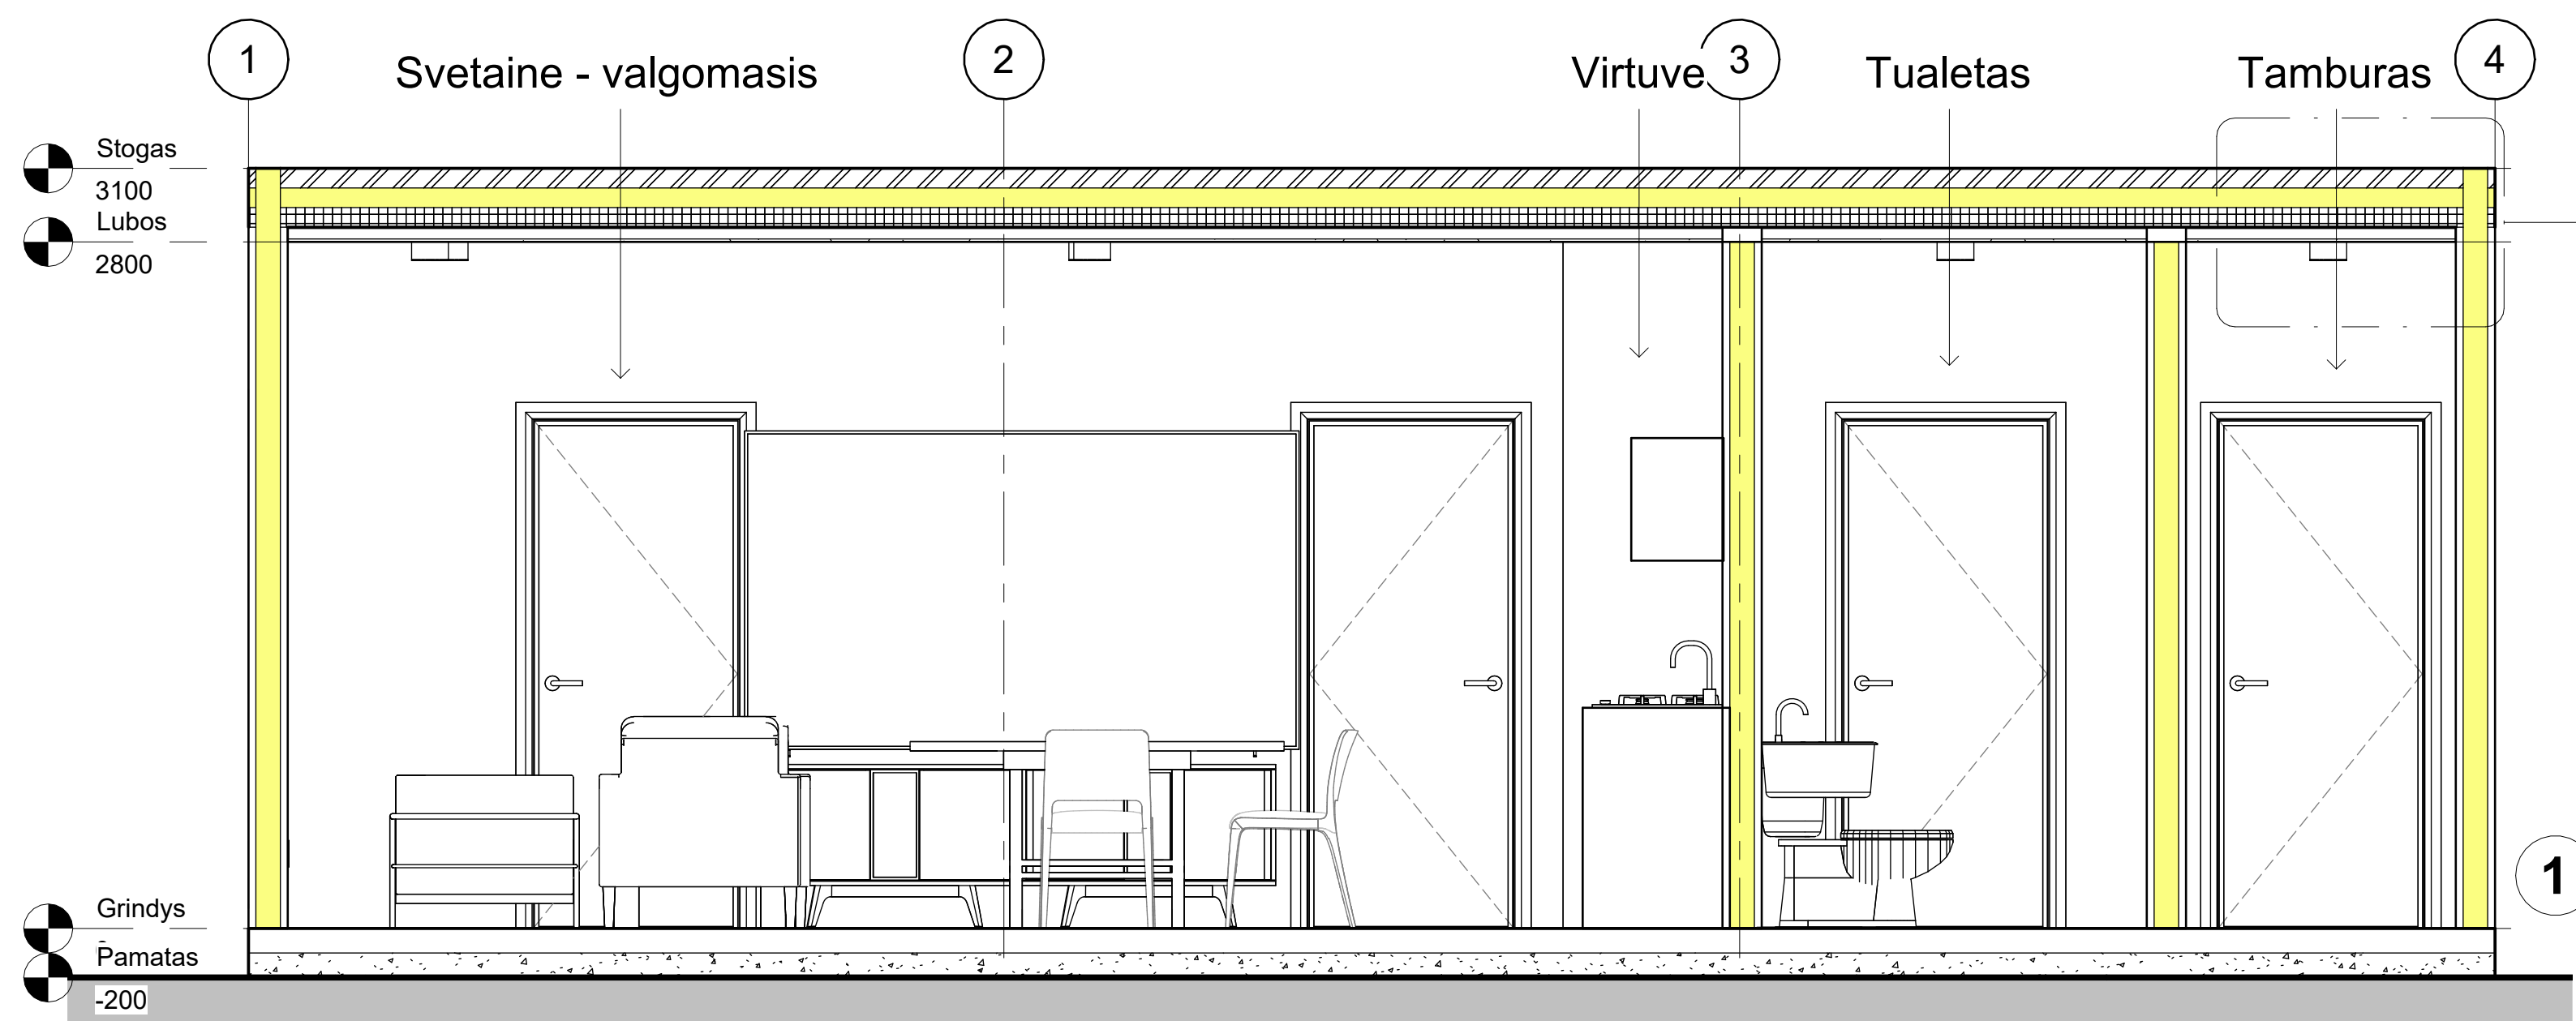 1
Svetaine - valgomasis
2
Virtuve
3
Tualetas
Tamburas
4
Stogas
3100
Lubos
2800
Grindys
Pamatas
-200
1